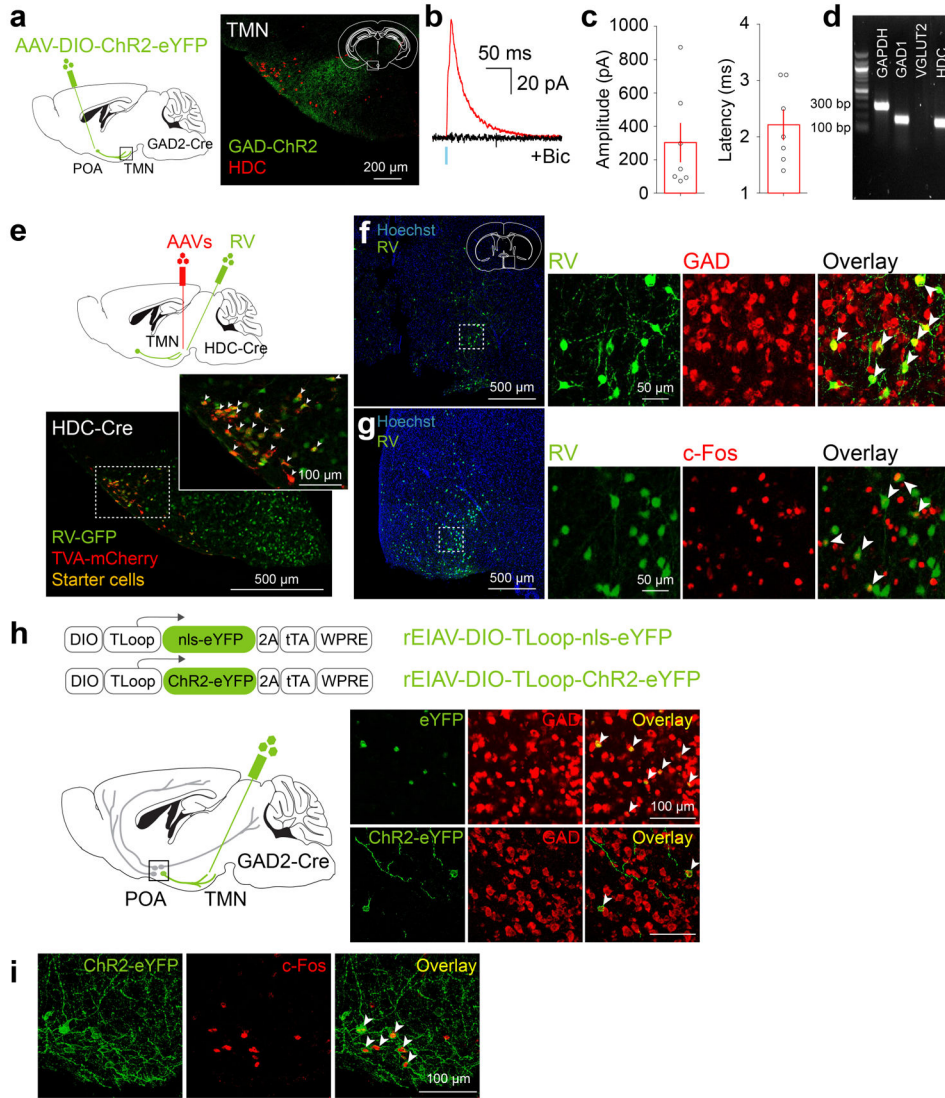 a
AAV-DIO-ChR2-eYFP
GAD2-Cre
POA
TMN
TMN
GAD-ChR2
HDC
200 µm
b
50 ms
20 pA
+Bic
c
Amplitude (pA)
1000
800
600
400
200
0
Latency (ms)
4
3
2
1
d
GAPDH
GAD1
VGLUT2
HDC
300 bp
100 bp
e
AAVs
RV
TMN
HDC-Cre
HDC-Cre
100 µm
RV-GFP
TVA-mCherry
Starter cells
500 µm
f
Hoechst
RV
500 µm
RV
GAD
Overlay
50 µm
50 µm
g
Hoechst
RV
500 µm
RV
c-Fos
Overlay
50 µm
50 µm
h
DIO TLoop nls-eYFP 2A tTA WPRE
rEIAV-DIO-TLoop-nls-eYFP
DIO TLoop ChR2-eYFP 2A tTA WPRE
rEIAV-DIO-TLoop-ChR2-eYFP
GAD2-Cre
POA
TMN
eYFP
GAD
Overlay
100 µm
ChR2-eYFP
GAD
Overlay
i
ChR2-eYFP
c-Fos
Overlay
100 µm